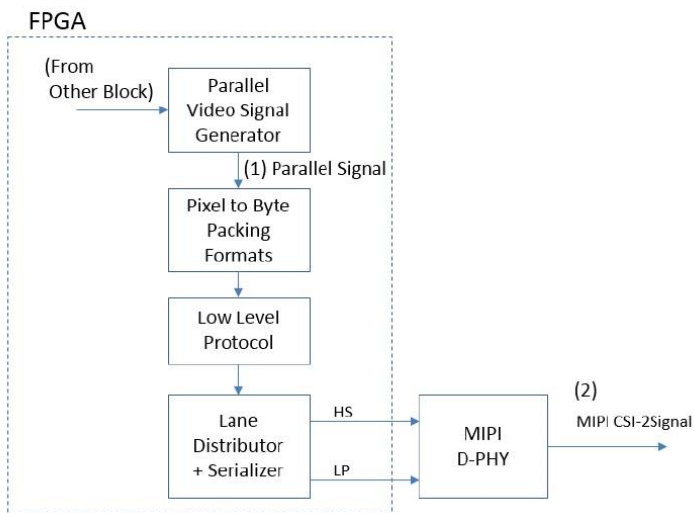 FPGA
(From
Other Block)
Parallel
Video Signal
Generator
(1) Parallel Signal
Pixel to Byte
Packing
Formats
Low Level
Protocol
Lane
Distributor
+ Serializer
HS
LP
MIPI
D-PHY
(2)
MIPI CSI-2Signal